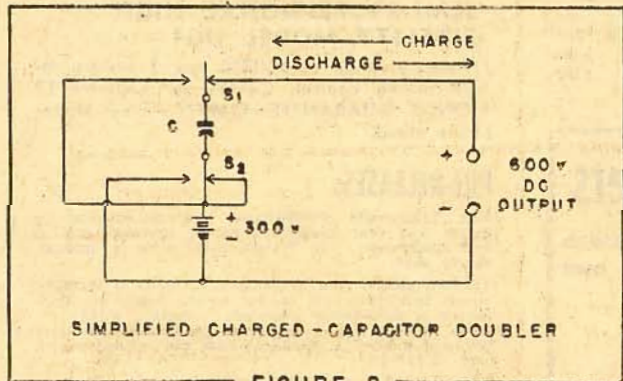 CHARGE
DISCHARGE
S1
C
S2
+
300 v
-
+
600 v
DC
-
OUTPUT
SIMPLIFIED CHARGED-CAPACITOR DOUBLER
FIGURE 2